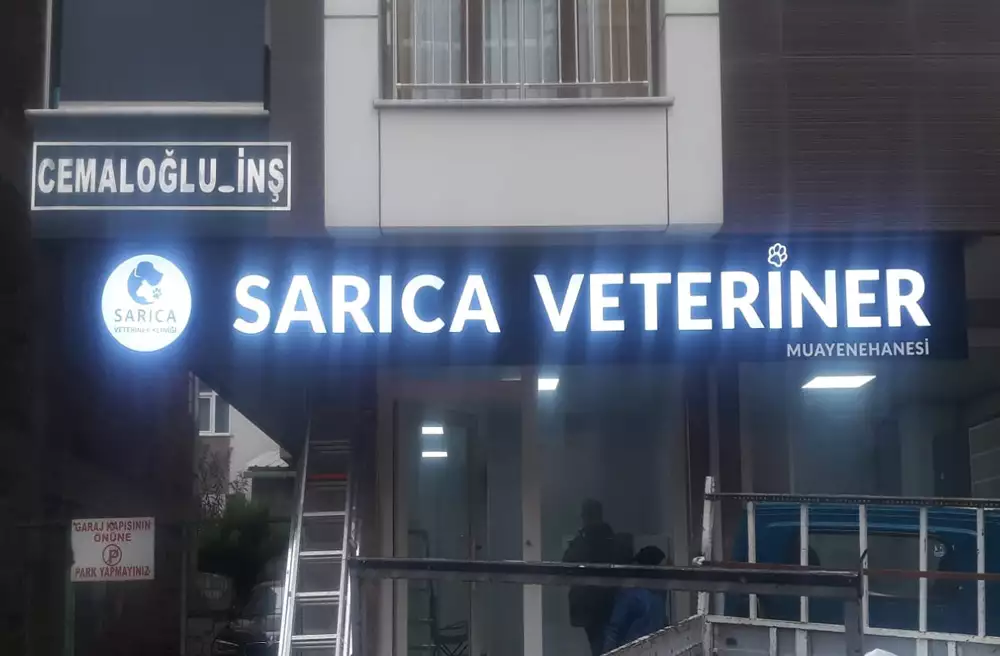 CEMALOĞLU_İNŞ
SARICA
VETERİNER KLİNİĞİ
SARICA VETERİNER
MUAYENEHANESİ
GARAJ KAPISININ
ÖNÜNE
P
PARK YAPMAYINIZ